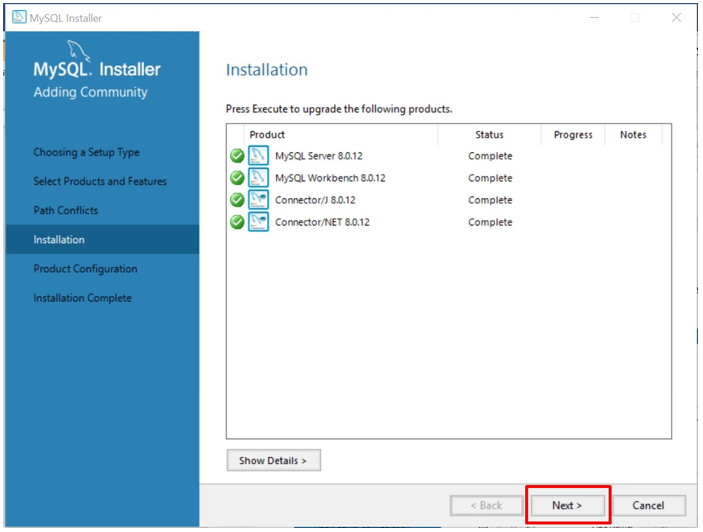 MySQL Installer
MySQL. Installer
Adding Community
Choosing a Setup Type
Select Products and Features
Path Conflicts
Installation
Product Configuration
Installation Complete
Installation
Press Execute to upgrade the following products.
Product Status Progress Notes
MySQL Server 8.0.12 Complete
MySQL Workbench 8.0.12 Complete
Connector/J 8.0.12 Complete
Connector/NET 8.0.12 Complete
Show Details >
< Back Next > Cancel